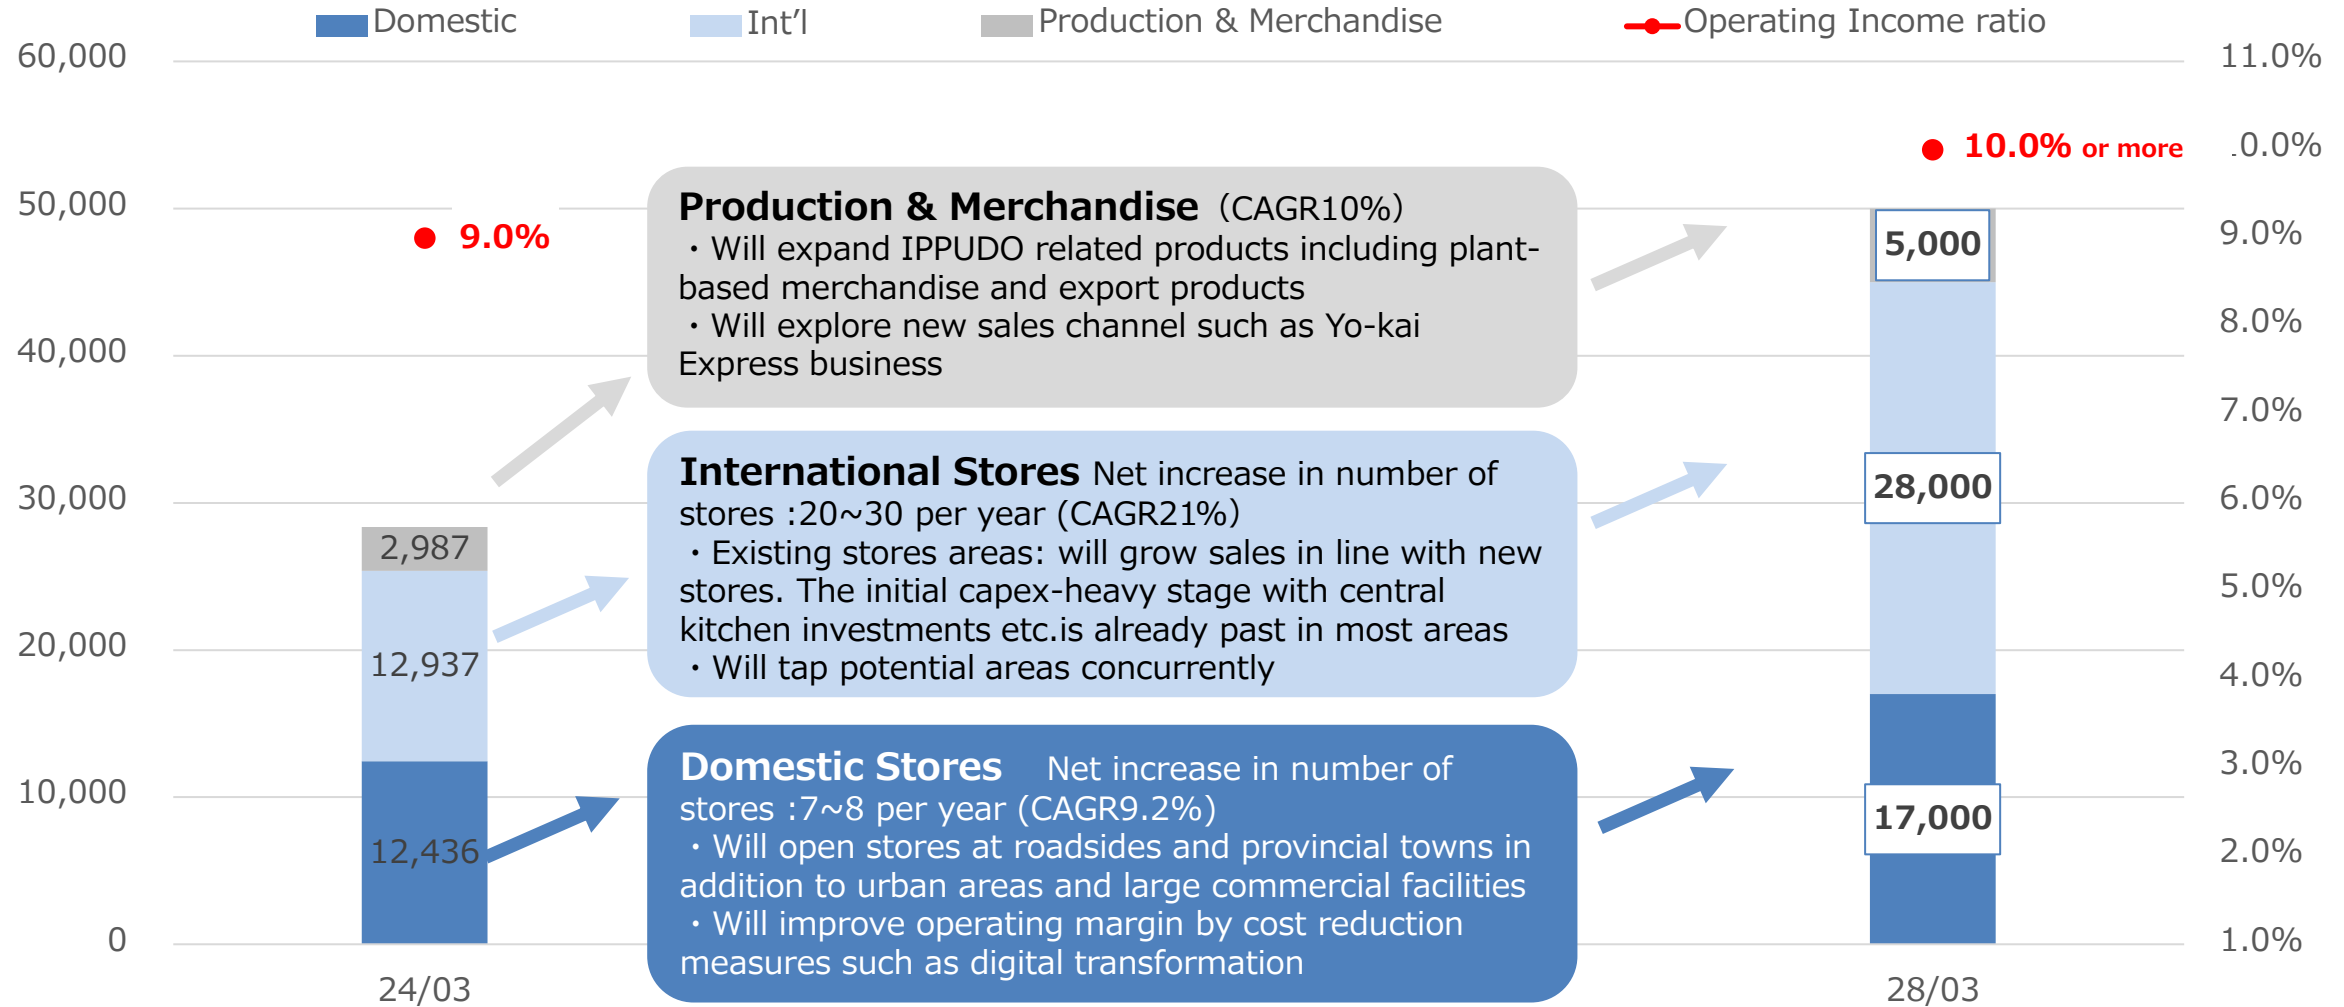 Domestic
Int’l
Production & Merchandise
Operating Income ratio
60,000
50,000
40,000
30,000
20,000
10,000
0
11.0%
.0.0%
9.0%
8.0%
7.0%
6.0%
5.0%
4.0%
3.0%
2.0%
1.0%
9.0%
10.0% or more
2,987
12,937
12,436
24/03
Production & Merchandise（CAGR10%）
・Will expand IPPUDO related products including plant-
based merchandise and export products
・Will explore new sales channel such as Yo-kai
Express business
International Stores Net increase in number of
stores :20~30 per year (CAGR21%）
・Existing stores areas: will grow sales in line with new
stores. The initial capex-heavy stage with central
kitchen investments etc.is already past in most areas
・Will tap potential areas concurrently
Domestic Stores　Net increase in number of
stores :7~8 per year (CAGR9.2%)
・Will open stores at roadsides and provincial towns in
addition to urban areas and large commercial facilities
・Will improve operating margin by cost reduction
measures such as digital transformation
5,000
28,000
17,000
28/03